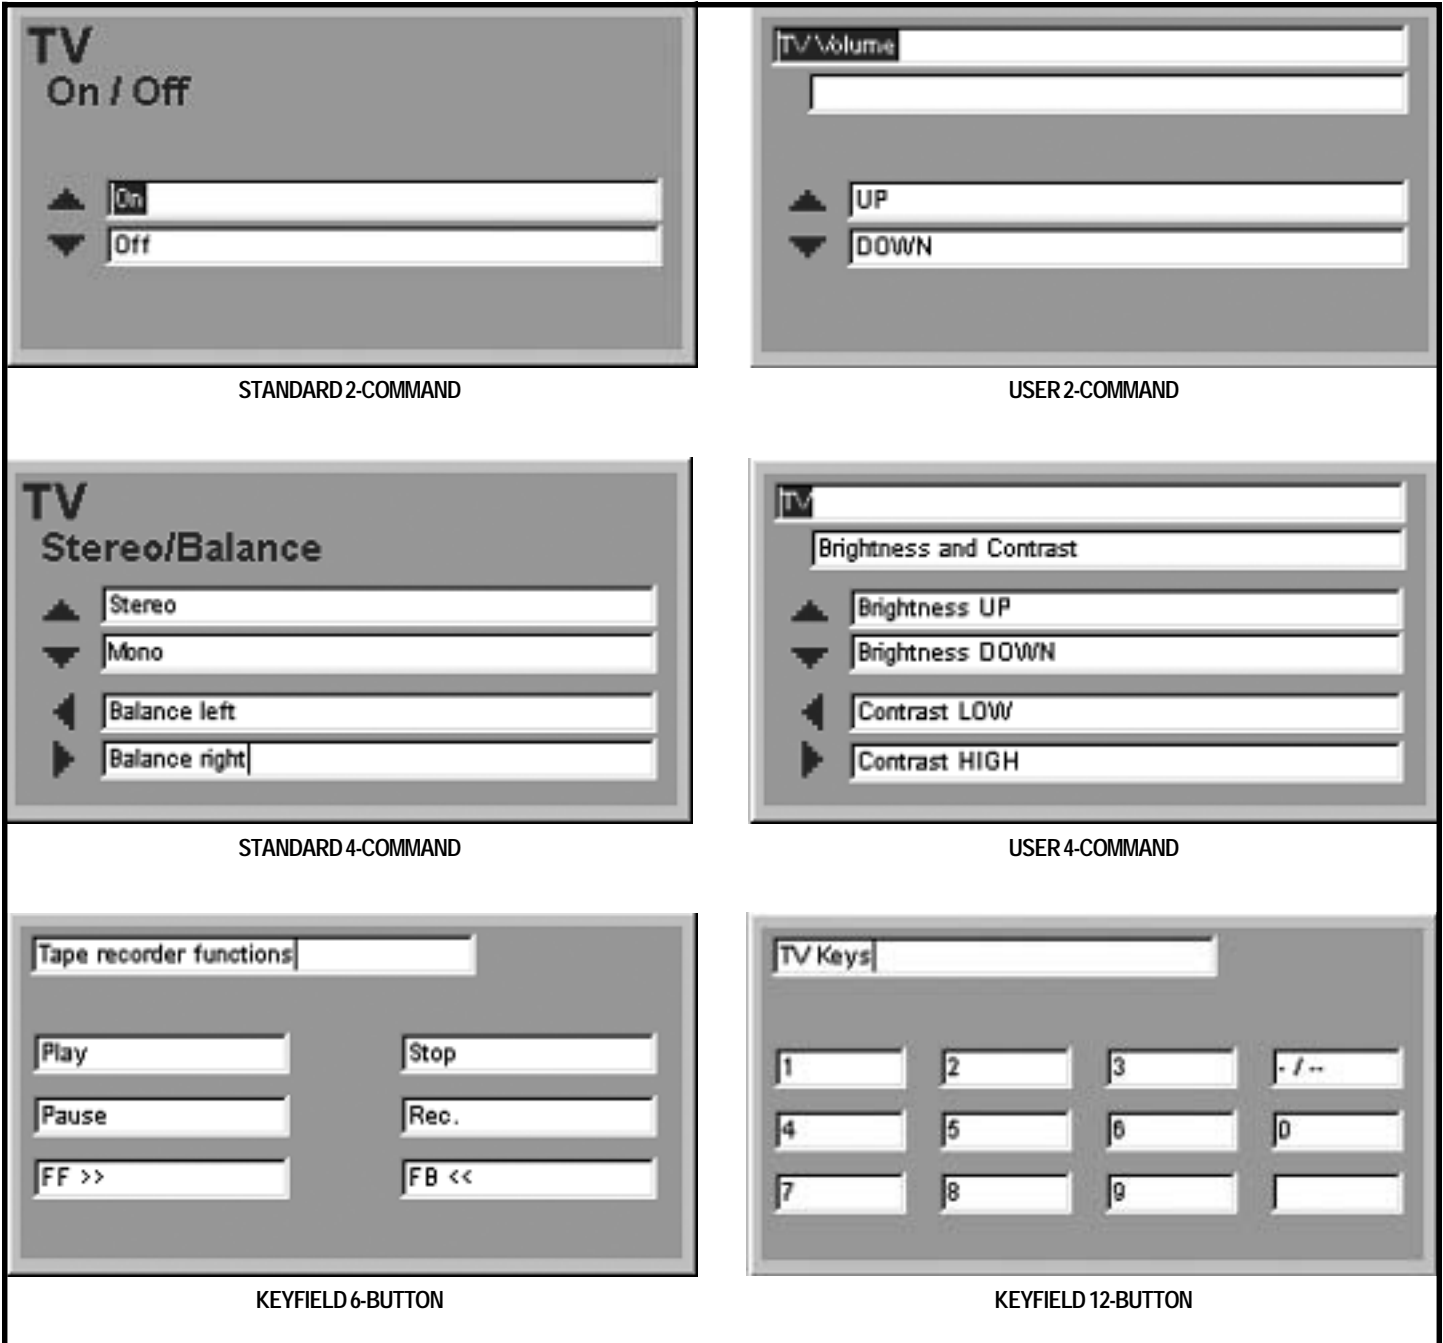 TV
On / Off
On
Off
STANDARD 2-COMMAND
TV Volume
UP
DOWN
USER 2-COMMAND
TV
Stereo/Balance
Stereo
Mono
Balance left
Balance right
STANDARD 4-COMMAND
TV
Brightness and Contrast
Brightness UP
Brightness DOWN
Contrast LOW
Contrast HIGH
USER 4-COMMAND
Tape recorder functions
Play Stop
Pause Rec.
FF >> FB <<
KEYFIELD 6-BUTTON
TV Keys
1 2 3 - / --
4 5 6 0
7 8 9
KEYFIELD 12-BUTTON